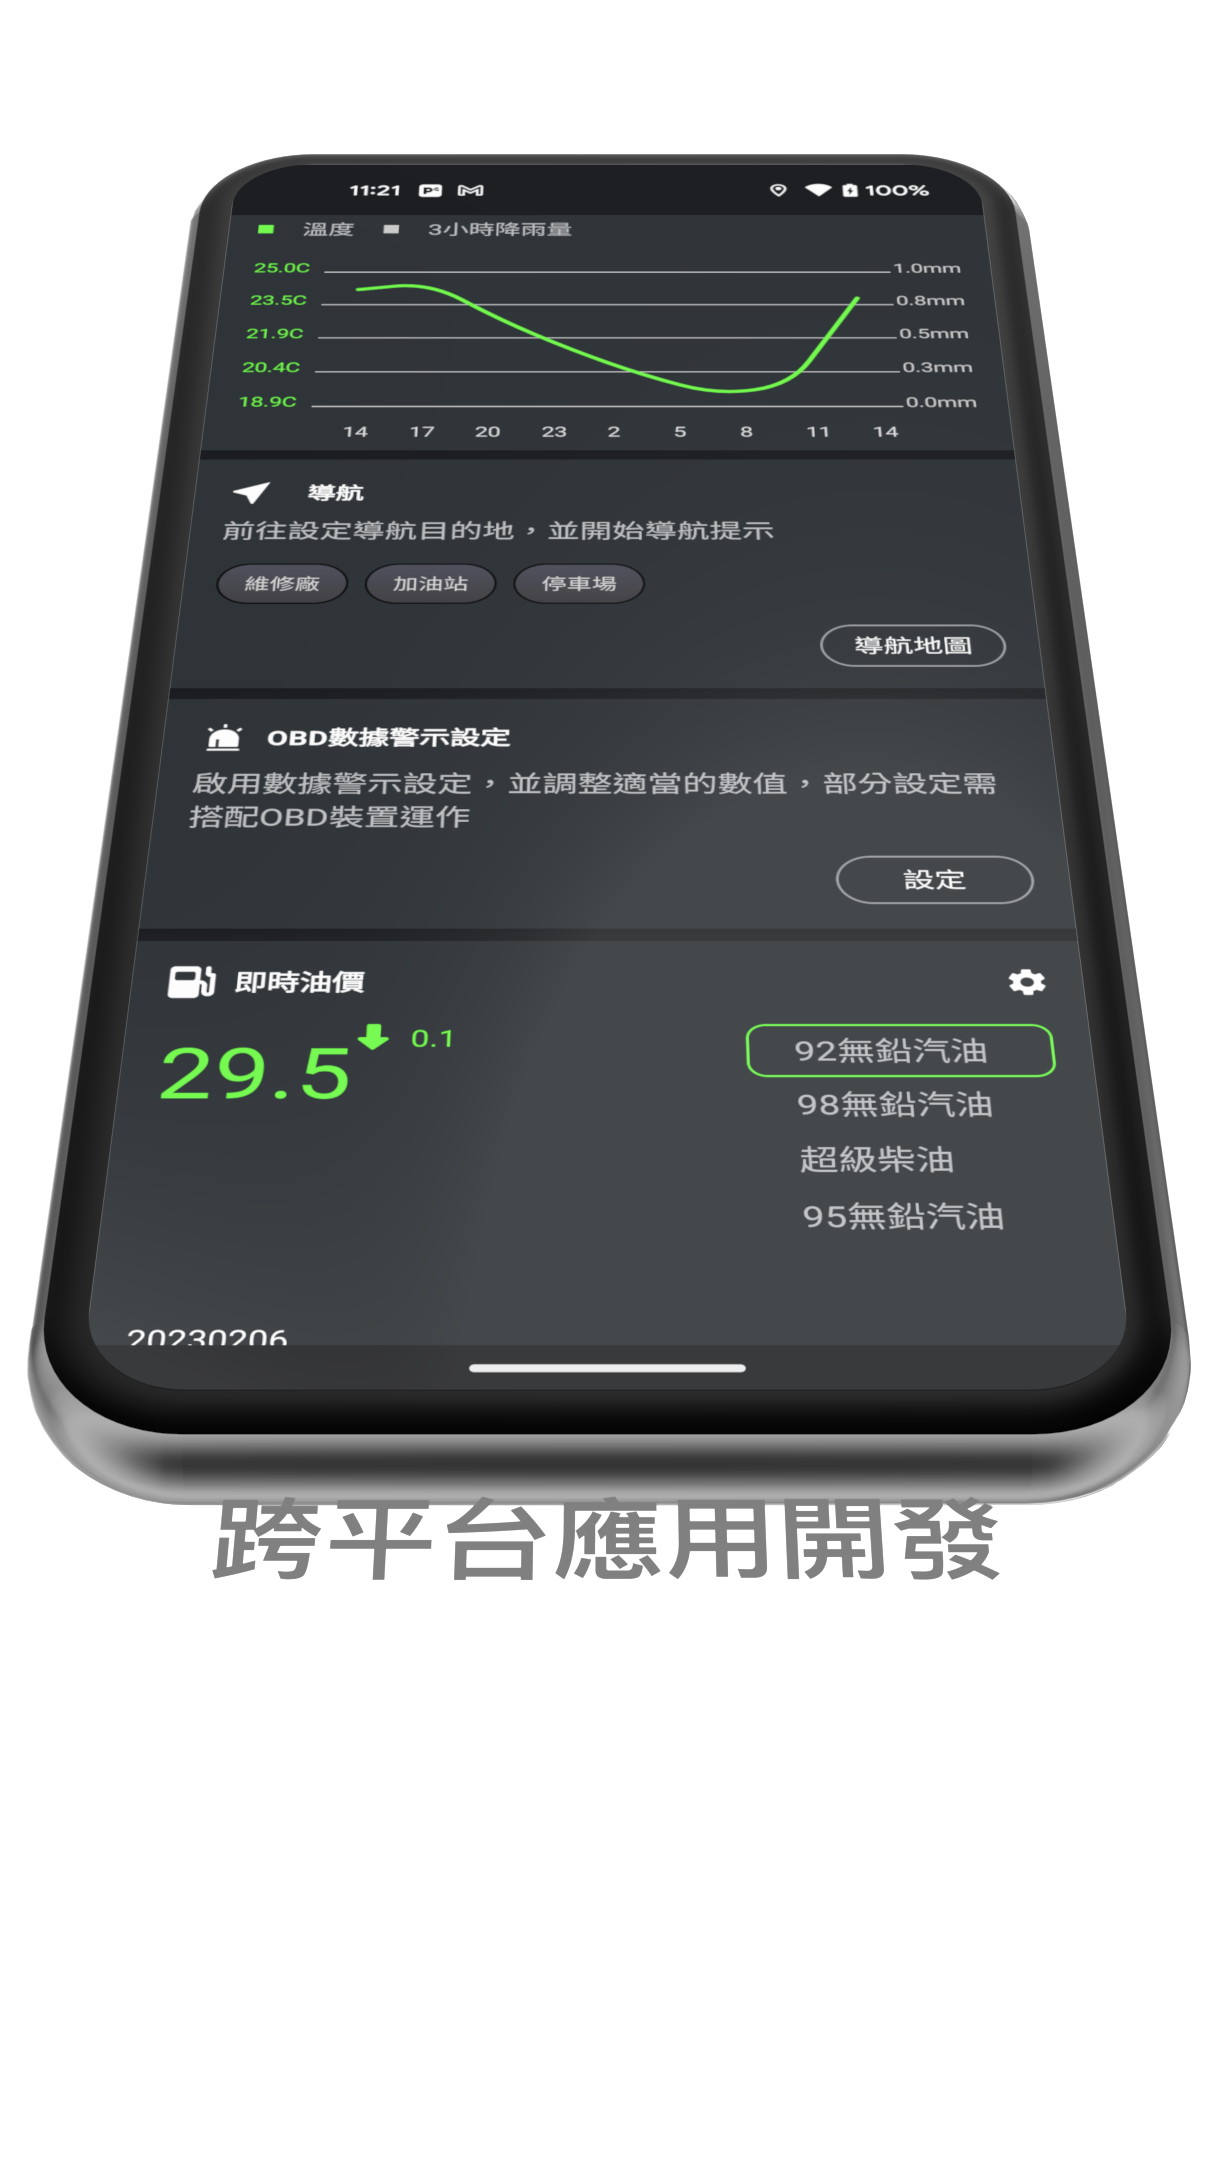 11:21 100%
溫度 3小時降雨量
25.0C 1.0mm
23.5C 0.8mm
21.9C 0.5mm
20.4C 0.3mm
18.9C 0.0mm
14 17 20 23 2 5 8 11 14
導航
前往設定導航目的地，並開始導航提示
維修廠 加油站 停車場
導航地圖
OBD數據警示設定
啟用數據警示設定，並調整適當的數值，部分設定需
搭配OBD裝置運作
設定
即時油價
29.5 0.1
92無鉛汽油
98無鉛汽油
超級柴油
95無鉛汽油
20230206
跨平台應用開發